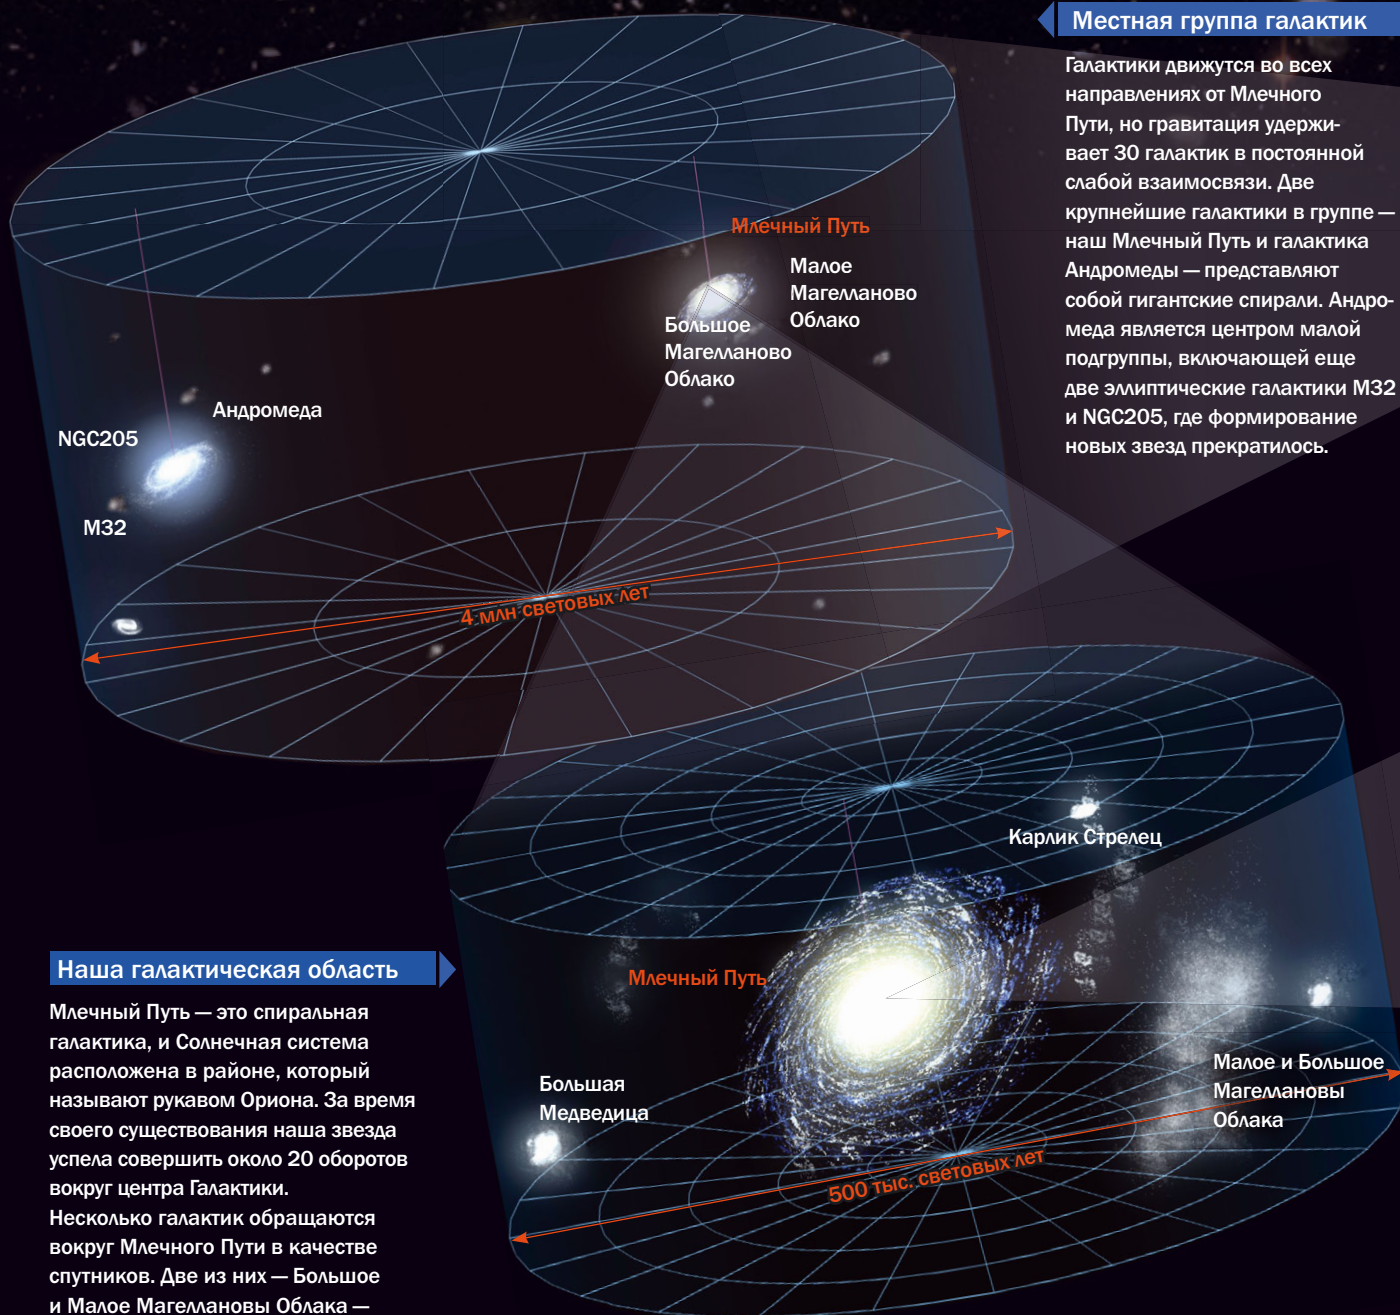 Местная группа галактик
Галактики движутся во всех
направлениях от Млечного
Пути, но гравитация удержи-
вает 30 галактик в постоянной
слабой взаимосвязи. Две
крупнейшие галактики в группе —
наш Млечный Путь и галактика
Андромеды — представляют
собой гигантские спирали. Андро-
меда является центром малой
подгруппы, включающей еще
две эллиптические галактики М32
и NGC205, где формирование
новых звезд прекратилось.
Млечный Путь
Малое
Магелланово
Облако
Большое
Магелланово
Облако
Андромеда
NGC205
М32
4 млн световых лет
Карлик Стрелец
Млечный Путь
Большая
Медведица
Малое и Большое
Магеллановы
Облака
500 тыс. световых лет
Наша галактическая область
Млечный Путь — это спиральная
галактика, и Солнечная система
расположена в районе, который
называют рукавом Ориона. За время
своего существования наша звезда
успела совершить около 20 оборотов
вокруг центра Галактики.
Несколько галактик обращаются
вокруг Млечного Пути в качестве
спутников. Две из них — Большое
и Малое Магеллановы Облака —